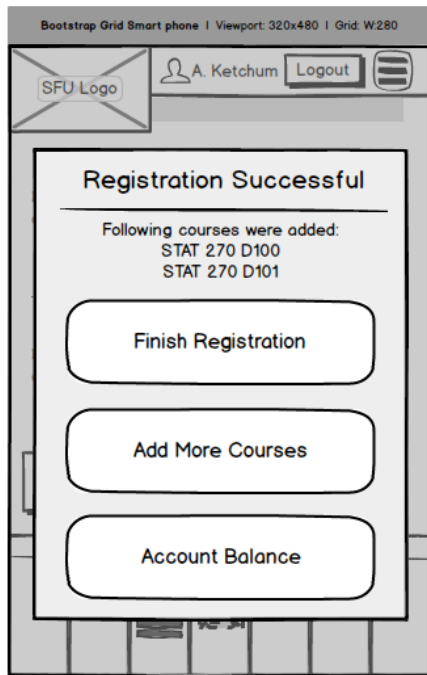 Bootstrap Grid Smart phone | Viewport: 320x480 | Grid: W:280
SFU Logo
A. Ketchum
Logout
Registration Successful
Following courses were added:
STAT 270 D100
STAT 270 D101
Finish Registration
Add More Courses
Account Balance